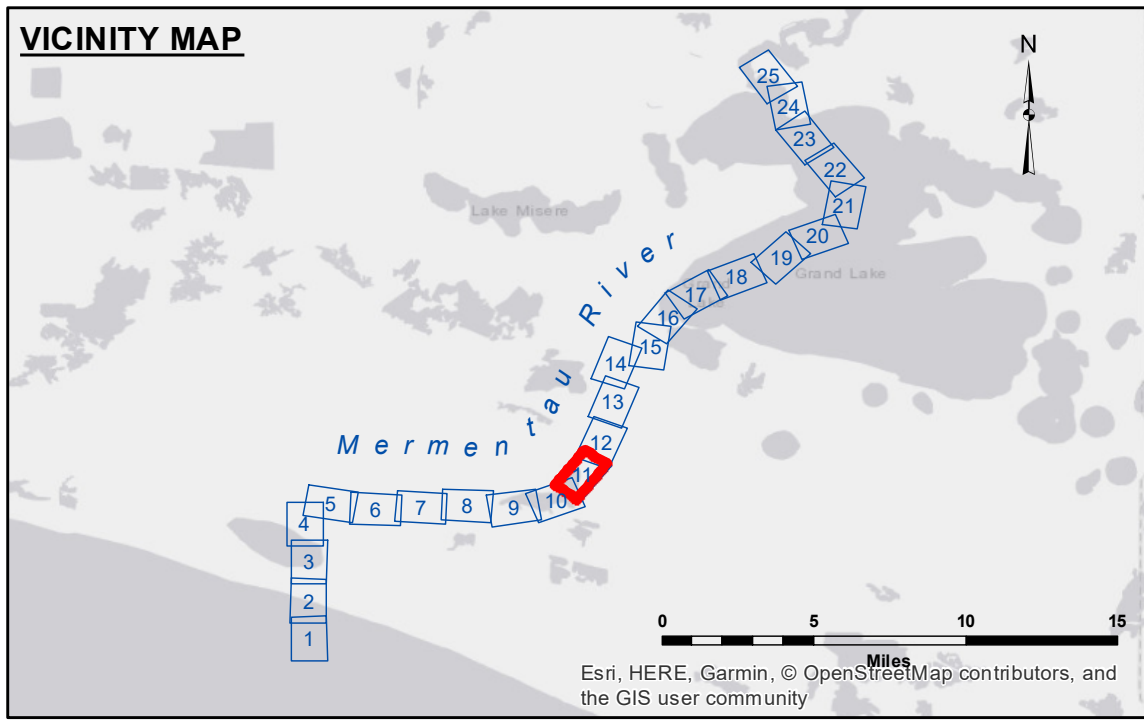 VICINITY MAP
N
25
24
23
22
21
20
19
18
17
16
15
14
13
12
11
10
9
8
7
6
5
4
3
2
1
Lake Misere
Grand Lake
Mermentau River
0 5 10 15
Miles
Esri, HERE, Garmin, © OpenStreetMap contributors, and
the GIS user community